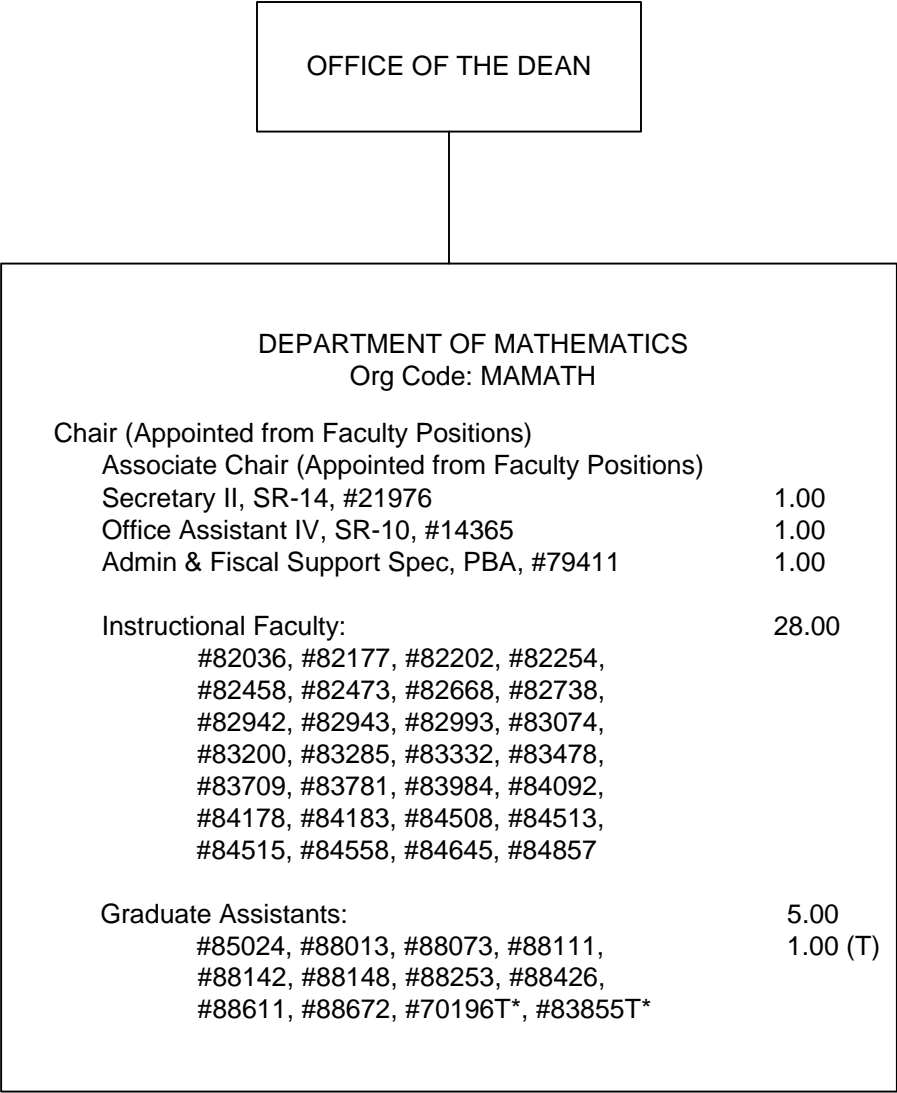 OFFICE OF THE DEAN
DEPARTMENT OF MATHEMATICS
Org Code: MAMATH
Chair (Appointed from Faculty Positions)
Associate Chair (Appointed from Faculty Positions)
Secretary II, SR-14, #21976 1.00
Office Assistant IV, SR-10, #14365 1.00
Admin & Fiscal Support Spec, PBA, #79411 1.00
Instructional Faculty: 28.00
#82036, #82177, #82202, #82254,
#82458, #82473, #82668, #82738,
#82942, #82943, #82993, #83074,
#83200, #83285, #83332, #83478,
#83709, #83781, #83984, #84092,
#84178, #84183, #84508, #84513,
#84515, #84558, #84645, #84857
Graduate Assistants: 5.00
#85024, #88013, #88073, #88111, 1.00 (T)
#88142, #88148, #88253, #88426,
#88611, #88672, #70196T*, #83855T*